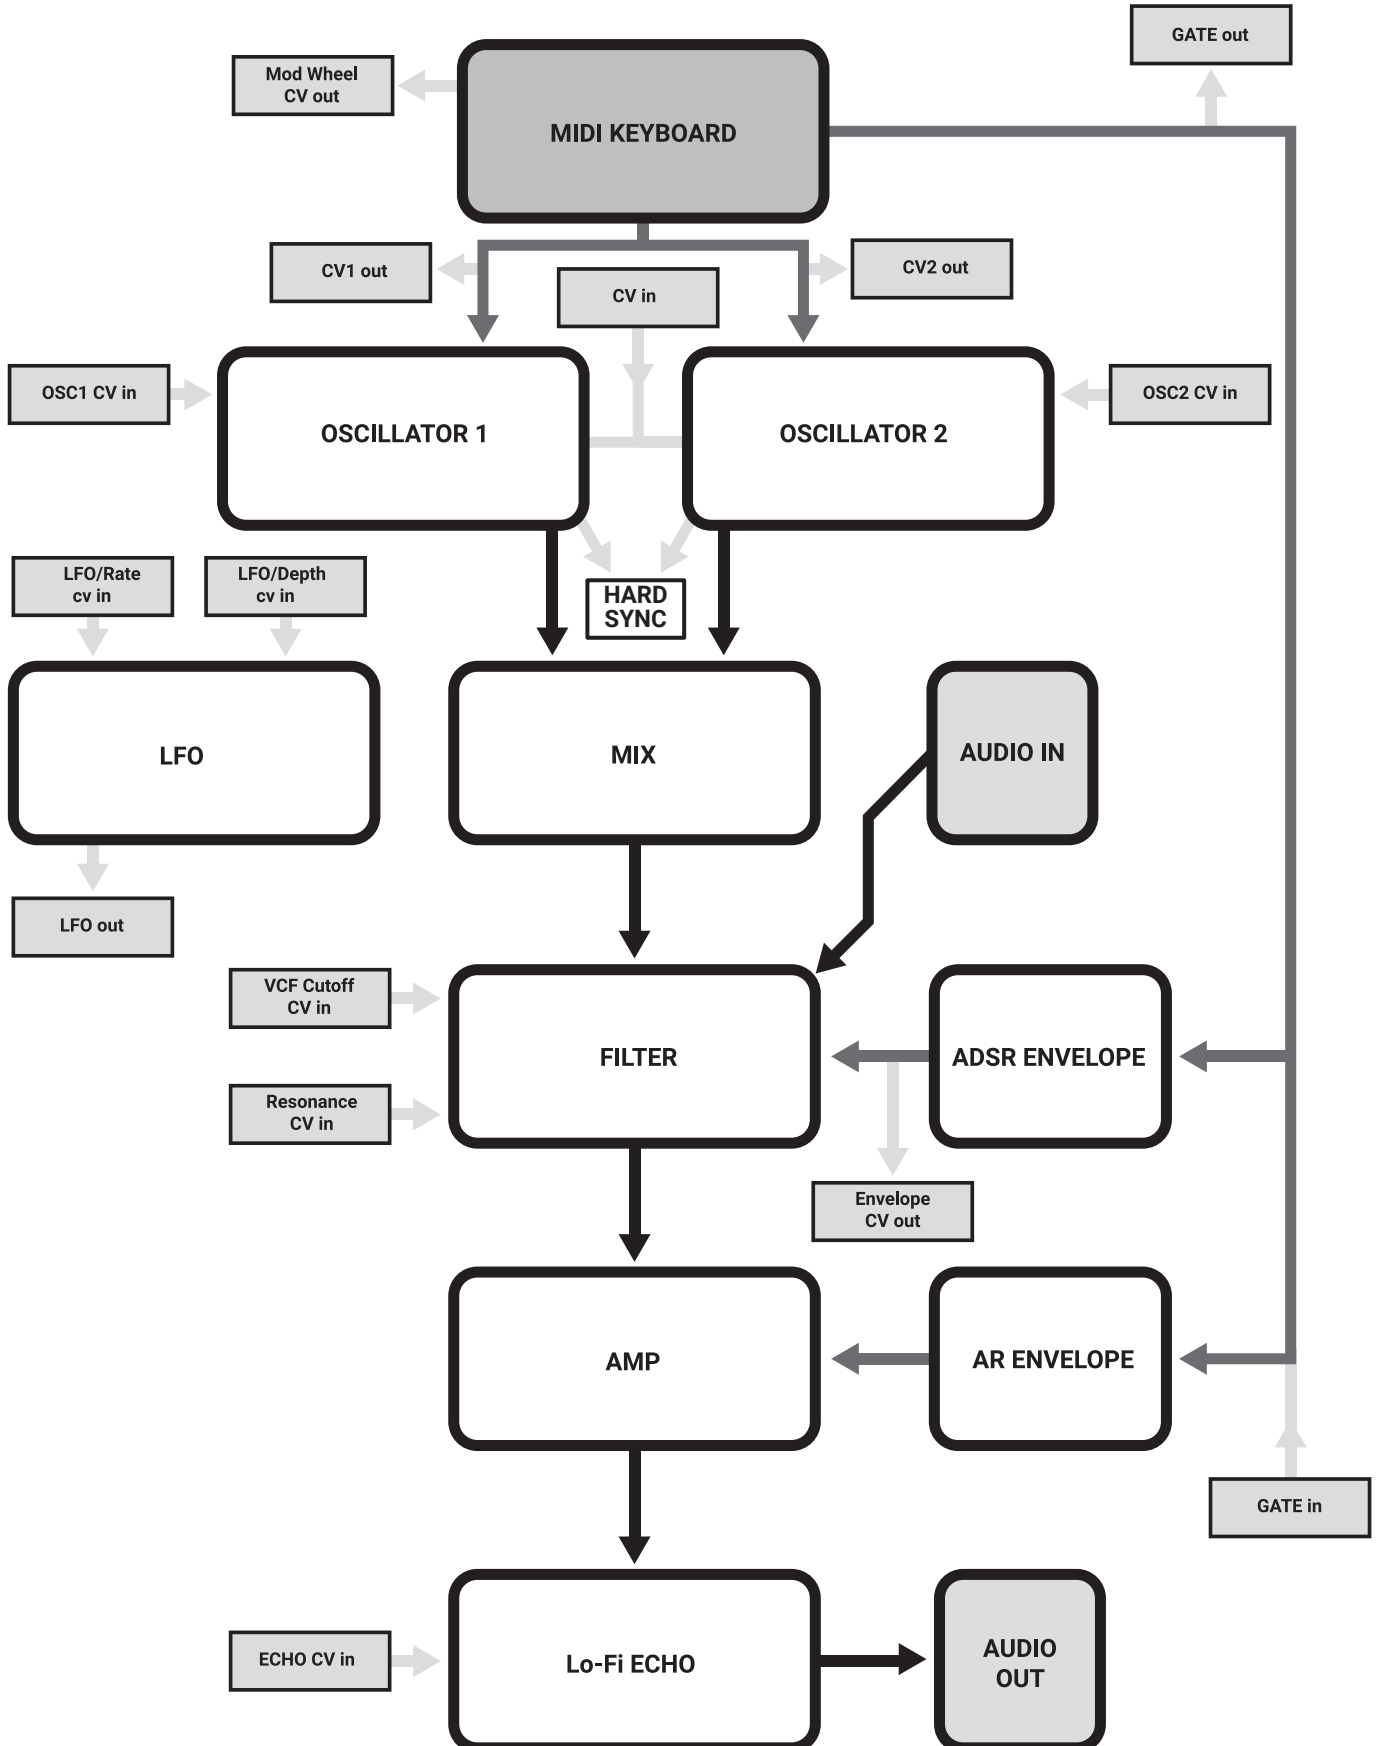 GATE out
Mod Wheel
CV out
MIDI KEYBOARD
CV1 out
CV in
CV2 out
OSC1 CV in
OSCILLATOR 1
OSCILLATOR 2
OSC2 CV in
LFO/Rate
cv in
LFO/Depth
cv in
HARD
SYNC
LFO
MIX
AUDIO IN
LFO out
VCF Cutoff
CV in
FILTER
ADSR ENVELOPE
Resonance
CV in
Envelope
CV out
AMP
AR ENVELOPE
GATE in
ECHO CV in
Lo-Fi ECHO
AUDIO
OUT